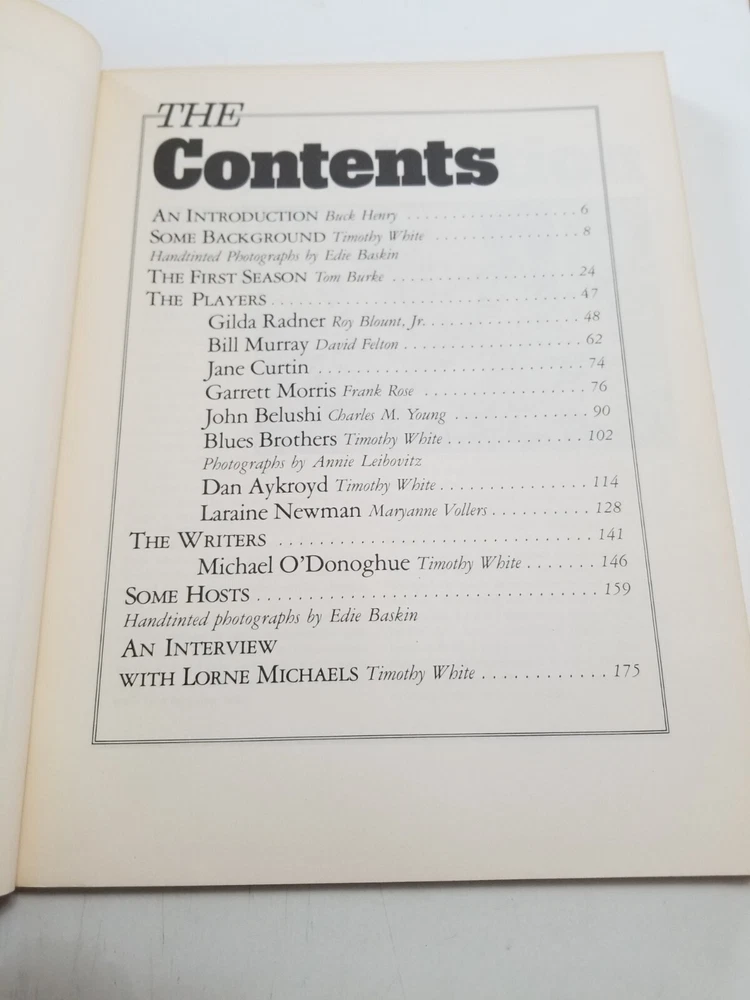 THE
Contents
AN INTRODUCTION Buck Henry . . . . . . . . . . . . . . . . . . . 6
SOME BACKGROUND Timothy White . . . . . . . . . . . . . . . . 8
Handtinted Photographs by Edie Baskin
THE FIRST SEASON Tom Burke . . . . . . . . . . . . . . . . . . . . 24
THE PLAYERS . . . . . . . . . . . . . . . . . . . . . . . . . . . . . . . . . 47
Gilda Radner Roy Blount, Jr. . . . . . . . . . . . . . . . . 48
Bill Murray David Felton . . . . . . . . . . . . . . . . . . . 62
Jane Curtin . . . . . . . . . . . . . . . . . . . . . . . . . . . . 74
Garrett Morris Frank Rose . . . . . . . . . . . . . . . . . 76
John Belushi Charles M. Young . . . . . . . . . . . . . 90
Blues Brothers Timothy White . . . . . . . . . . . . . . 102
Photographs by Annie Leibovitz
Dan Aykroyd Timothy White . . . . . . . . . . . . . . . 114
Laraine Newman Maryanne Vollers . . . . . . . . . . 128
THE WRITERS . . . . . . . . . . . . . . . . . . . . . . . . . . . . . . . 141
Michael O'Donoghue Timothy White . . . . . . . 146
SOME HOSTS . . . . . . . . . . . . . . . . . . . . . . . . . . . . . . . . . 159
Handtinted photographs by Edie Baskin
AN INTERVIEW
WITH LORNE MICHAELS Timothy White . . . . . . . . . . . . 175